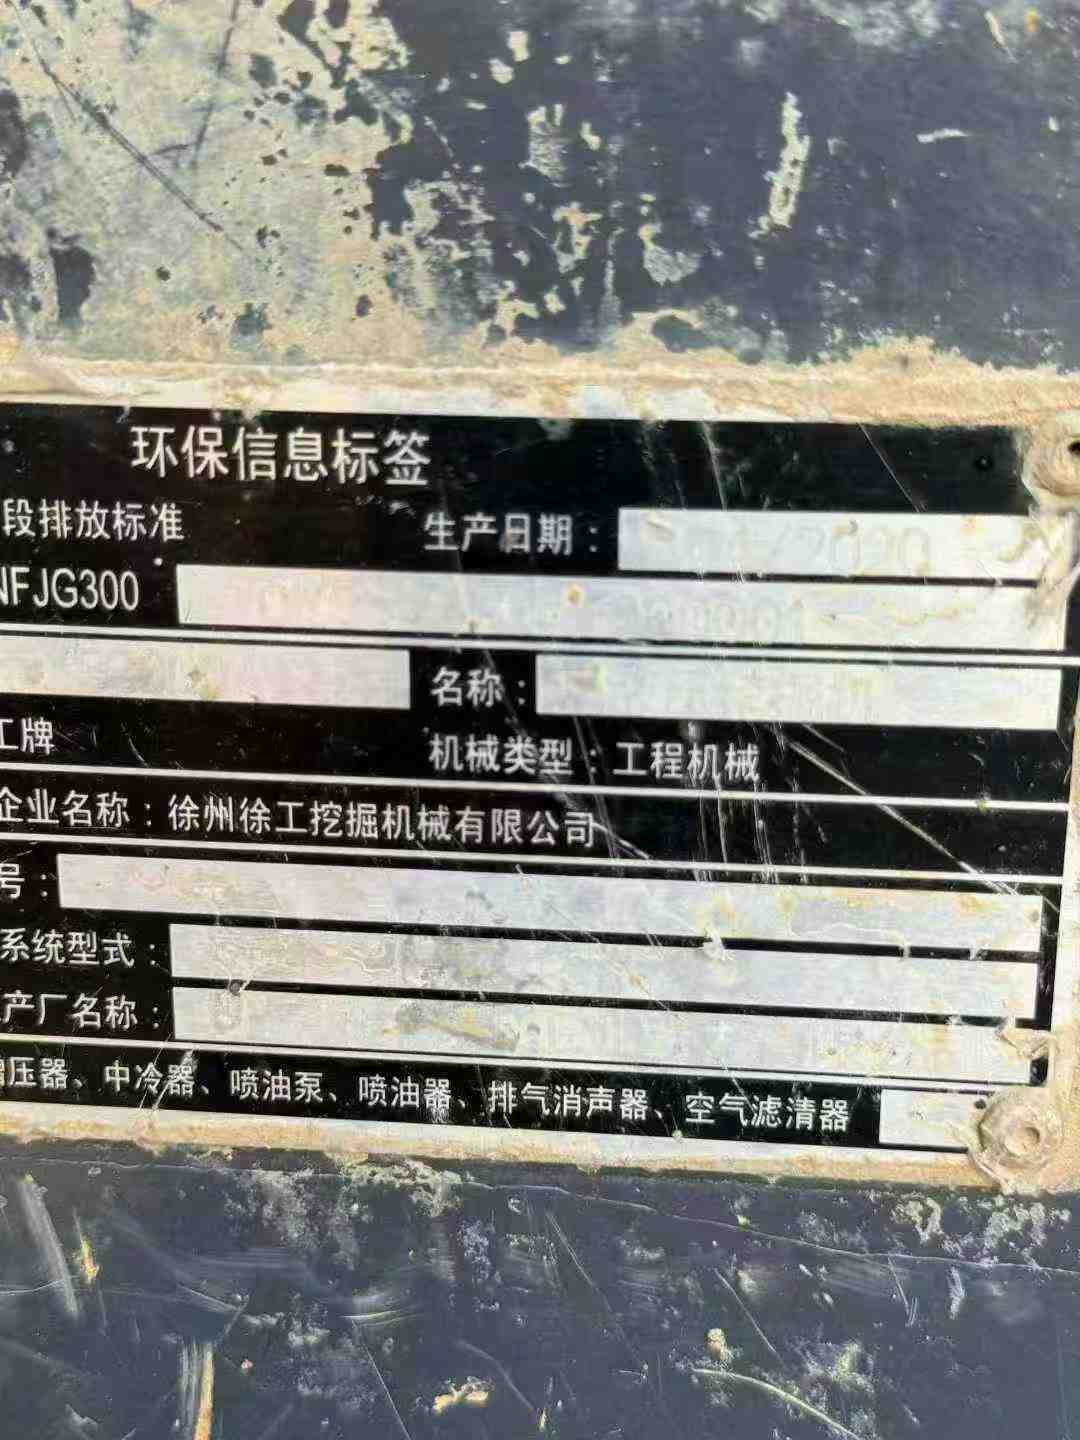 环保信息标签
段排放标准 生产日期：/2020
NFJG300
名称：
工牌 机械类型：工程机械
企业名称：徐州徐工挖掘机械有限公司
号：
系统型式：
产厂名称：
增压器、中冷器、喷油泵、喷油器、排气消声器、空气滤清器